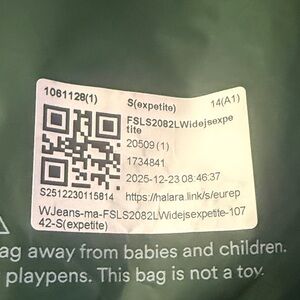 1061128(1) S(expetite) 14(A1)
FSLS2082LWidejsexpe
tite
20509 (1)
1734841
2025-12-23 08:46:37
S2512230115814 https://halara.link/s/eurep
WJeans-ma-FSLS2082LWidejsexpetite-107
42-S(expetite)
ag away from babies and children.
playpens. This bag is not a toy.